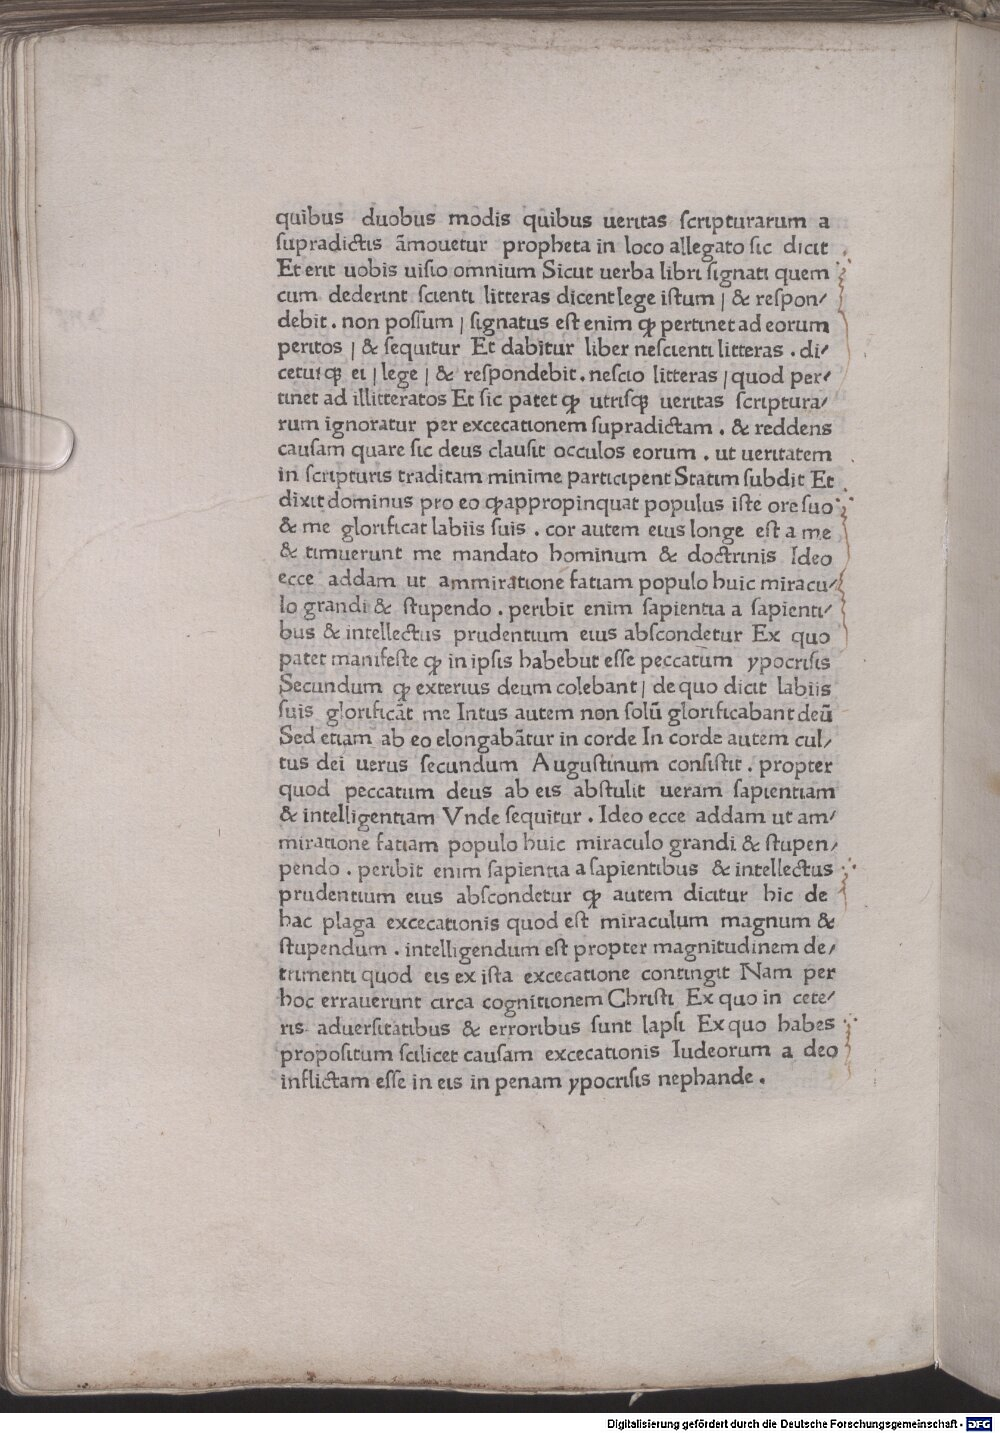 quibus duobus modis quibus ueritas ſcripturarum a
ſupradictis āmouetur propheta in loco allegato ſic dicit
Et erit uobis uiſio omnium Sicut uerba libri ſignati quem
cum dederint ſcienti litteras dicent lege iſtum / & reſpon/
debit . non poſſum / ſignatus eſt enim ꝙ pertinet ad eorum
peritos / & ſequitur Et dabitur liber neſcienti litteras . di/
cetuꝛꝙ ei / lege / & reſpondebit . neſcio litteras / quod per/
tinet ad illitteratos Et ſic patet ꝙ utriſꝙ ueritas ſcriptura/
rum ignoratur per excecationem ſupradictam . & reddens
cauſam quare ſic deus clauſit occulos eorum . ut ueritatem
in ſcripturis traditam minime participent Statim ſubdit Et
dixit dominus pro eo ꝙ appropinquat populus iſte ore ſuo
& me glorificat labiis ſuis . cor autem eius longe eſt a me
& timuerunt me mandato hominum & doctrinis Ideo
ecce addam ut ammiratione fatiam populo huic miracu/
lo grandi & ſtupendo . peribit enim ſapientia a ſapienti/
bus & intellectus prudentium eius abſcondetur Ex quo
patet manifeſte ꝙ in ipſis habebut eſſe peccatum ypocriſis
Secundum ꝙ exterius deum colebant / de quo dicit labiis
ſuis glorificāt me Intus autem non ſolū glorificabant deū
Sed etiam ab eo elongabātur in corde In corde autem cul/
tus dei uerus ſecundum Auguſtinum conſiſtit . propter
quod peccatum deus ab eis abſtulit ueram ſapientiam
& intelligentiam Vnde ſequitur . Ideo ecce addam ut am/
miratione fatiam populo huic miraculo grandi & ſtupen/
pendo . peribit enim ſapientia a ſapientibus & intellectus
prudentium eius abſcondetur ꝙ autem dicitur hic de
hac plaga excecationis quod eſt miraculum magnum &
ſtupendum . intelligendum eſt propter magnitudinem de/
trimenti quod eis ex iſta excecatione contingit Nam per
hoc errauerunt circa cognitionem Chriſti Ex quo in cete/
ris aduerſitatibus & erroribus ſunt lapſi Ex quo habes
propoſitum ſcilicet cauſam excecationis Iudeorum a deo
inflictam eſſe in eis in penam ypocriſis nephande .
Digitalisierung gefördert durch die Deutsche Forschungsgemeinschaft - DFG